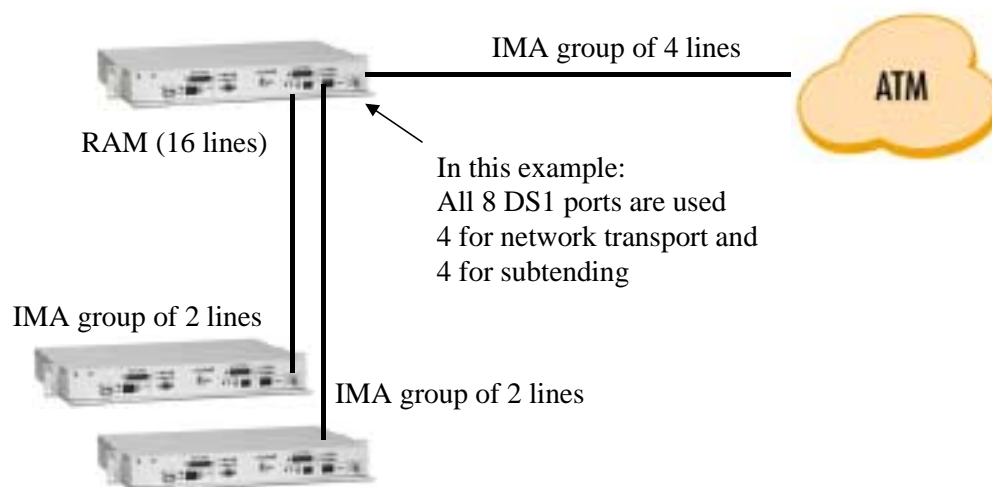 IMA group of 4 lines
ATM
RAM (16 lines)
In this example:
All 8 DS1 ports are used
4 for network transport and
4 for subtending
IMA group of 2 lines
IMA group of 2 lines